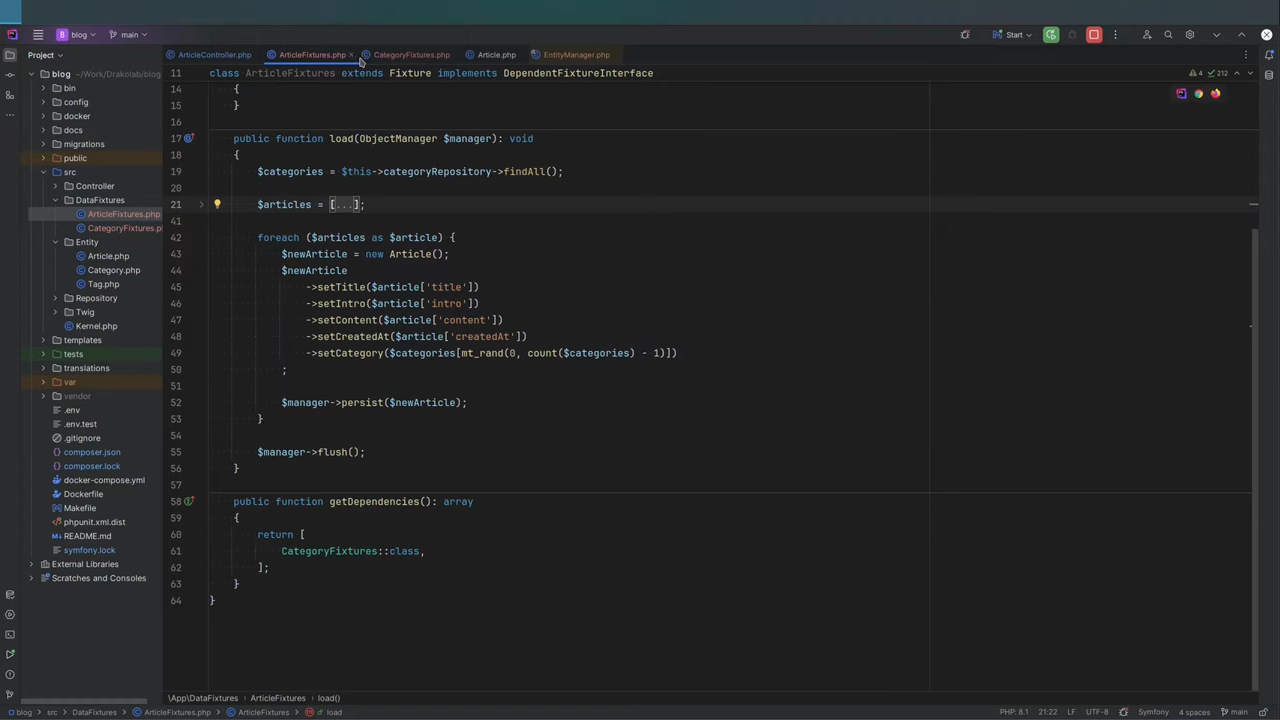 B blog
main
Start
Project
ArticleController.php
ArticleFixtures.php
CategoryFixtures.php
Article.php
EntityManager.php
blog ~/Work/Drakolab/blog
bin
config
docker
docs
migrations
public
src
Controller
DataFixtures
ArticleFixtures.php
CategoryFixtures.p
Entity
Article.php
Category.php
Tag.php
Repository
Twig
Kernel.php
templates
tests
translations
var
vendor
.env
.env.test
.gitignore
composer.json
composer.lock
docker-compose.yml
Dockerfile
Makefile
phpunit.xml.dist
README.md
symfony.lock
External Libraries
Scratches and Consoles
4 212
11 class ArticleFixtures extends Fixture implements DependentFixtureInterface
14 {
15 }
16
17 public function load(ObjectManager $manager): void
18 {
19 $categories = $this->categoryRepository->findAll();
20
21 $articles = [...];
41
42 foreach ($articles as $article) {
43 $newArticle = new Article();
44 $newArticle
45 ->setTitle($article['title'])
46 ->setIntro($article['intro'])
47 ->setContent($article['content'])
48 ->setCreatedAt($article['createdAt'])
49 ->setCategory($categories[mt_rand(0, count($categories) - 1)])
50 ;
51
52 $manager->persist($newArticle);
53 }
54
55 $manager->flush();
56 }
57
58 public function getDependencies(): array
59 {
60 return [
61 CategoryFixtures::class,
62 ];
63 }
64 }
\App\DataFixtures ArticleFixtures load()
blog src DataFixtures ArticleFixtures.php ArticleFixtures load
PHP: 8.1 21:22 LF UTF-8 Symfony 4 spaces main